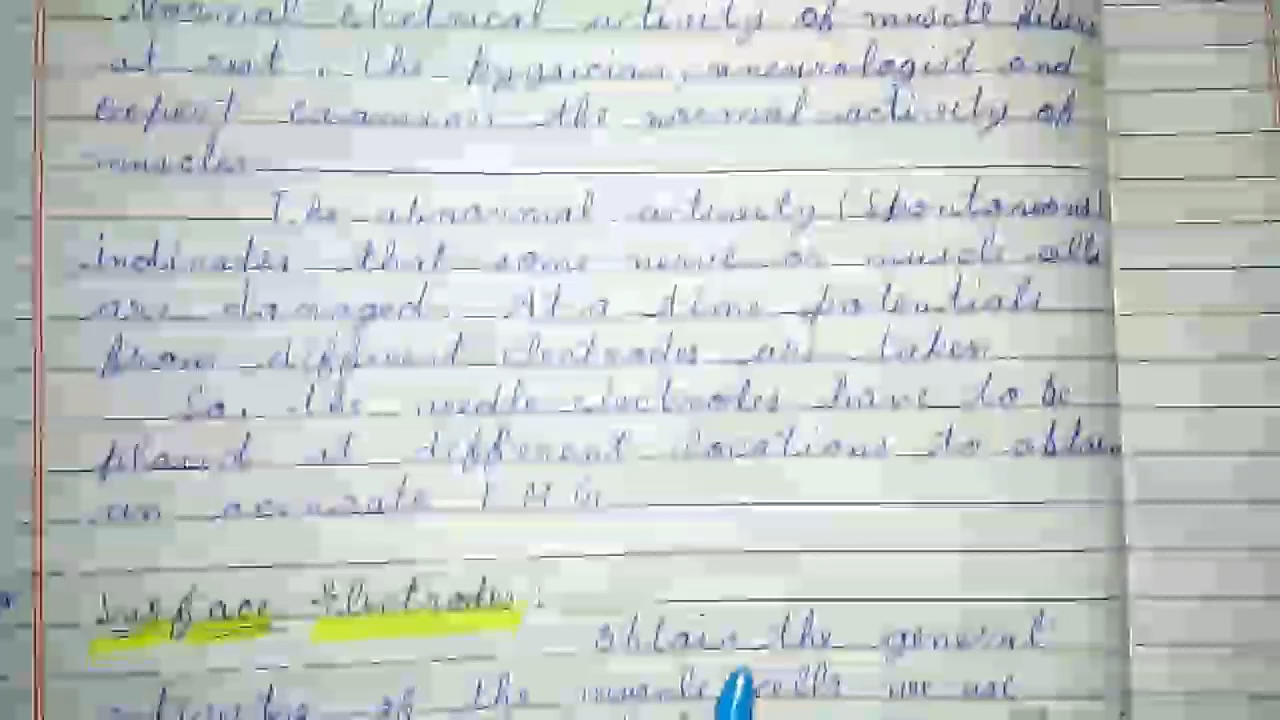 Normal electrical activity of muscle fibers
at rest. The physician, neurologist and
expert examines the normal activity of
muscles
The abnormal activity (Spontaneous)
indicates that some nerve or muscle cells
are damaged. At a time potentials
from different electrodes are taken.
So, the needle electrodes have to be
placed at different locations to obtain
an accurate EMG
Surface Electrodes:
obtain the general
of the muscle cells we use